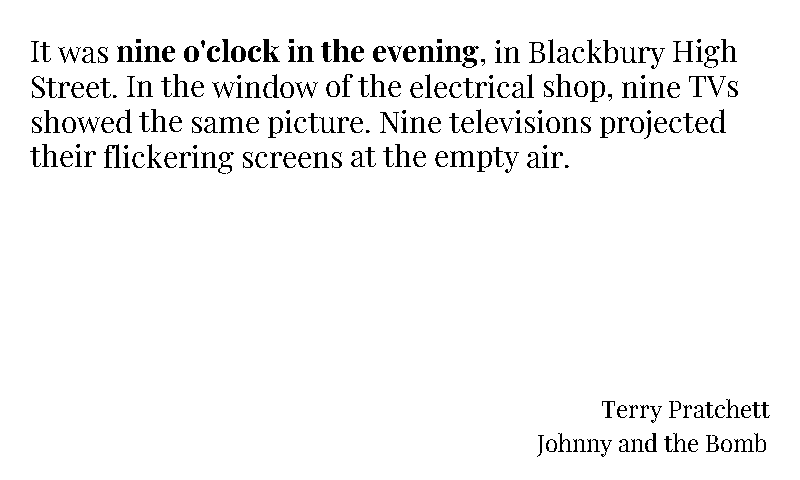 It was nine o'clock in the evening, in Blackbury High
Street. In the window of the electrical shop, nine TVs
showed the same picture. Nine televisions projected
their flickering screens at the empty air.
Terry Pratchett
Johnny and the Bomb